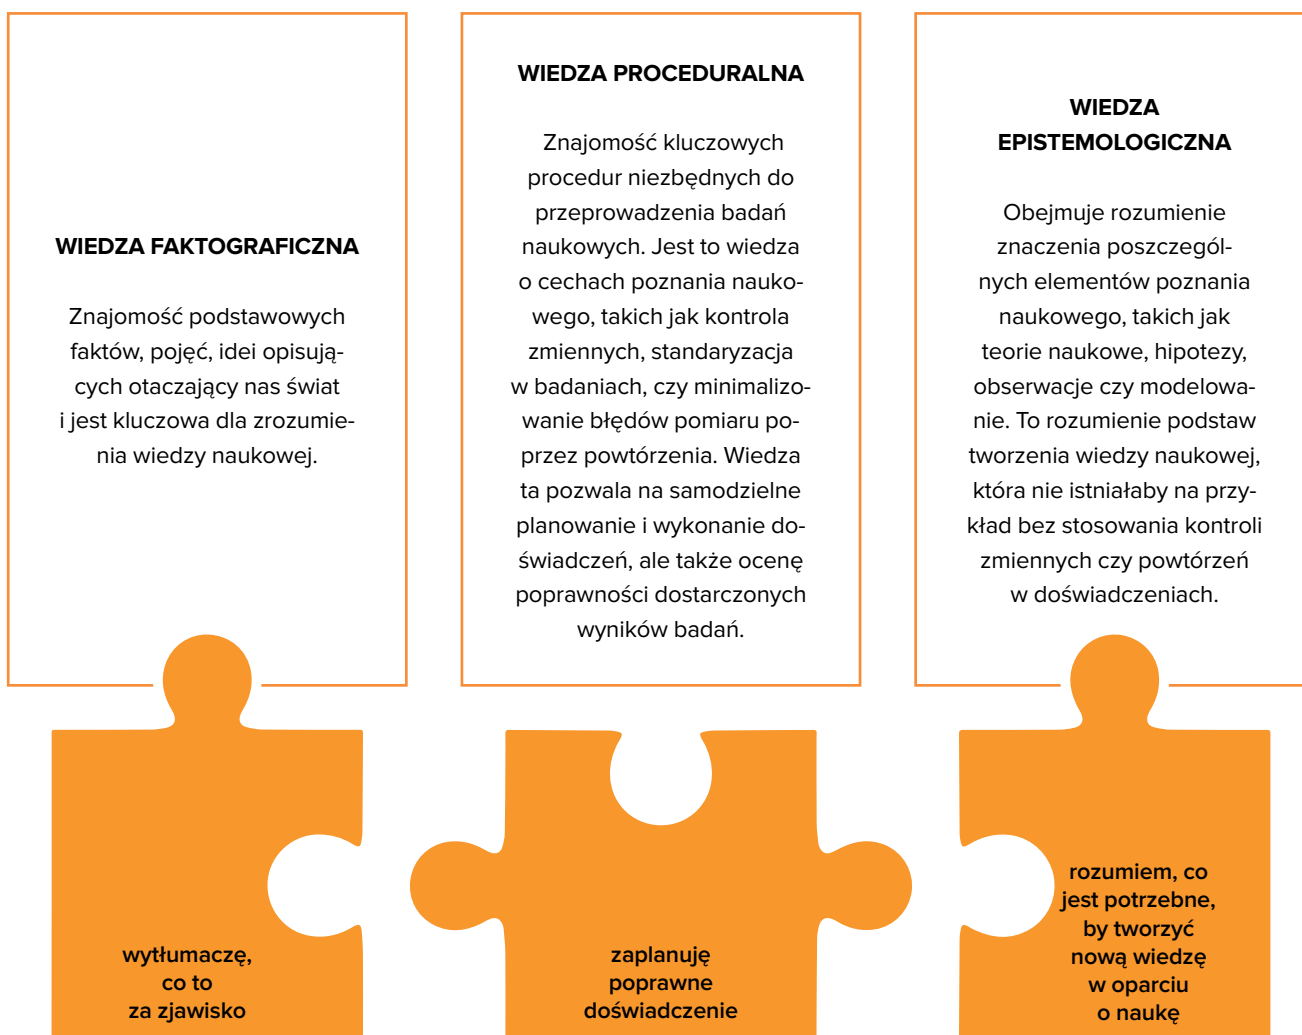 WIEDZA FAKTOGRAFICZNA
Znajomość podstawowych
faktów, pojęć, idei opisują-
cych otaczający nas świat
i jest kluczowa dla zrozumie-
nia wiedzy naukowej.
WIEDZA PROCEDURALNA
Znajomość kluczowych
procedur niezbędnych do
przeprowadzenia badań
naukowych. Jest to wiedza
o cechach poznania nauko-
wego, takich jak kontrola
zmiennych, standaryzacja
w badaniach, czy minimalizo-
wanie błędów pomiaru po-
przez powtórzenia. Wiedza
ta pozwala na samodzielne
planowanie i wykonanie do-
świadczeń, ale także ocenę
poprawności dostarczonych
wyników badań.
WIEDZA
EPISTEMOLOGICZNA
Obejmuje rozumienie
znaczenia poszczegól-
nych elementów poznania
naukowego, takich jak
teorie naukowe, hipotezy,
obserwacje czy modelowa-
nie. To rozumienie podstaw
tworzenia wiedzy naukowej,
która nie istniałaby na przy-
kład bez stosowania kontroli
zmiennych czy powtórzeń
w doświadczeniach.
wytłumaczę,
co to
za zjawisko
zaplanuję
poprawne
doświadczenie
rozumiem, co
jest potrzebne,
by tworzyć
nową wiedzę
w oparciu
o naukę